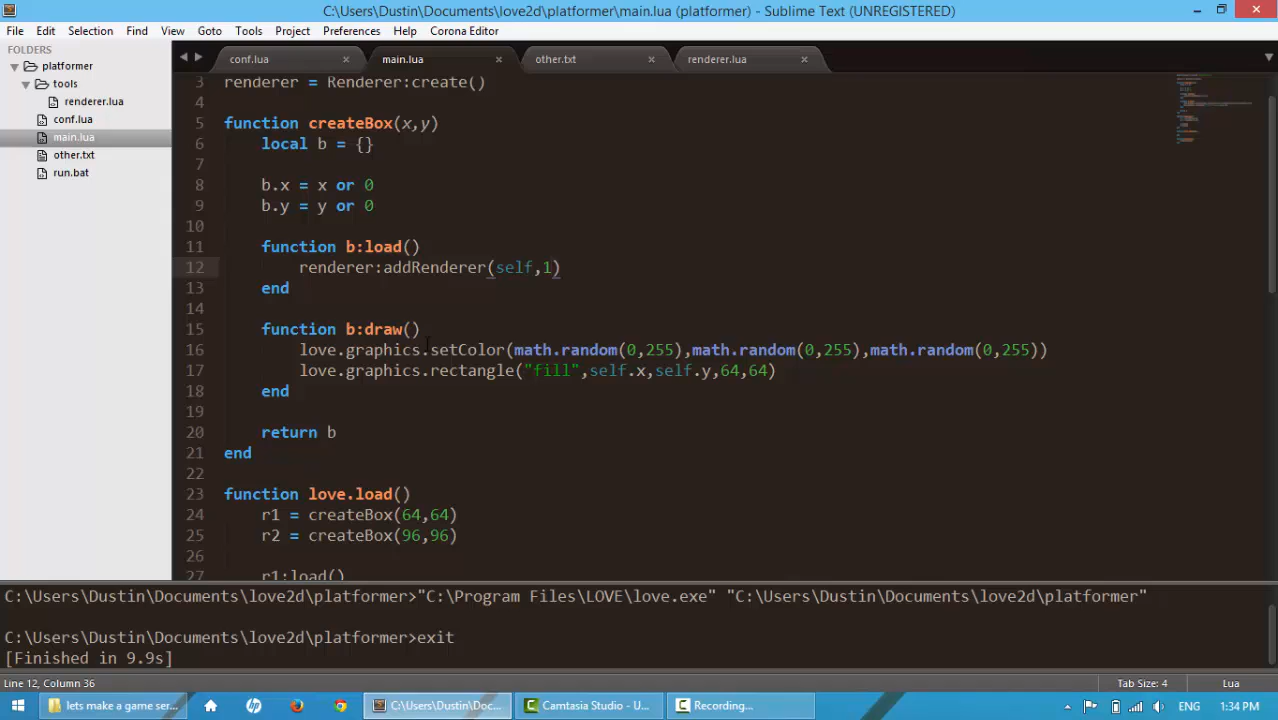 C:\Users\Dustin\Documents\love2d\platformer\main.lua (platformer) - Sublime Text (UNREGISTERED)
File Edit Selection Find View Goto Tools Project Preferences Help Corona Editor
FOLDERS
platformer
tools
renderer.lua
conf.lua
main.lua
other.txt
run.bat
conf.lua × main.lua × other.txt × renderer.lua ×
3 renderer = Renderer:create()
4
5 function createBox(x,y)
6 local b = {}
7
8 b.x = x or 0
9 b.y = y or 0
10
11 function b:load()
12 renderer:addRenderer(self,1)
13 end
14
15 function b:draw()
16 love.graphics.setColor(math.random(0,255),math.random(0,255),math.random(0,255))
17 love.graphics.rectangle("fill",self.x,self.y,64,64)
18 end
19
20 return b
21 end
22
23 function love.load()
24 r1 = createBox(64,64)
25 r2 = createBox(96,96)
26
27 r1:load()
C:\Users\Dustin\Documents\love2d\platformer>"C:\Program Files\LOVE\love.exe" "C:\Users\Dustin\Documents\love2d\platformer"
C:\Users\Dustin\Documents\love2d\platformer>exit
[Finished in 9.9s]
Line 12, Column 36 Tab Size: 4 Lua
lets make a game ser... C:\Users\Dustin\Doc... Camtasia Studio - U... Recording... ENG 1:34 PM